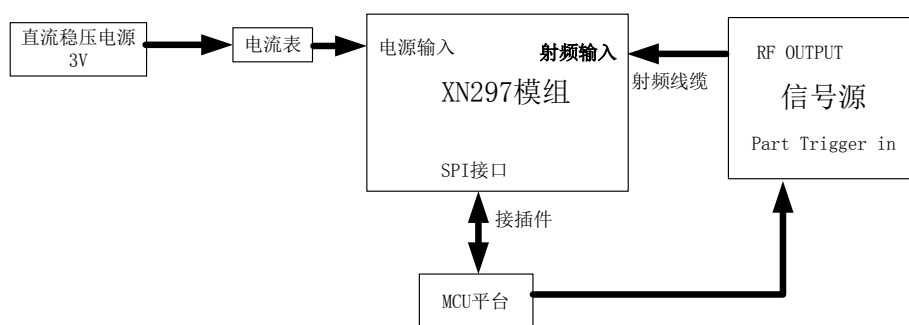 直流稳压电源
3V
电流表
电源输入
射频输入
XN297模组
SPI接口
射频线缆
RF OUTPUT
信号源
Part Trigger in
接插件
MCU平台